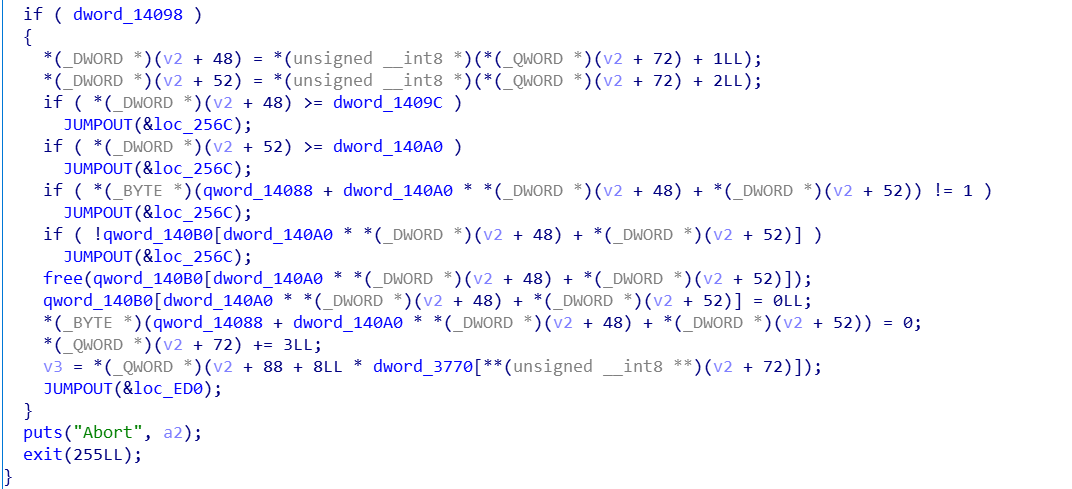 if ( dword_14098 )
{
*(_DWORD *)(v2 + 48) = *(unsigned __int8 *)(*(_QWORD *)(v2 + 72) + 1LL);
*(_DWORD *)(v2 + 52) = *(unsigned __int8 *)(*(_QWORD *)(v2 + 72) + 2LL);
if ( *(_DWORD *)(v2 + 48) >= dword_1409C )
JUMPOUT(&loc_256C);
if ( *(_DWORD *)(v2 + 52) >= dword_140A0 )
JUMPOUT(&loc_256C);
if ( *(_BYTE *)(qword_14088 + dword_140A0 * *(_DWORD *)(v2 + 48) + *(_DWORD *)(v2 + 52)) != 1 )
JUMPOUT(&loc_256C);
if ( !qword_140B0[dword_140A0 * *(_DWORD *)(v2 + 48) + *(_DWORD *)(v2 + 52)] )
JUMPOUT(&loc_256C);
free(qword_140B0[dword_140A0 * *(_DWORD *)(v2 + 48) + *(_DWORD *)(v2 + 52)]);
qword_140B0[dword_140A0 * *(_DWORD *)(v2 + 48) + *(_DWORD *)(v2 + 52)] = 0LL;
*(_BYTE *)(qword_14088 + dword_140A0 * *(_DWORD *)(v2 + 48) + *(_DWORD *)(v2 + 52)) = 0;
*(_QWORD *)(v2 + 72) += 3LL;
v3 = *(_QWORD *)(v2 + 88 + 8LL * dword_3770[**(unsigned __int8 **)(v2 + 72)]);
JUMPOUT(&loc_ED0);
}
puts("Abort", a2);
exit(255LL);
}